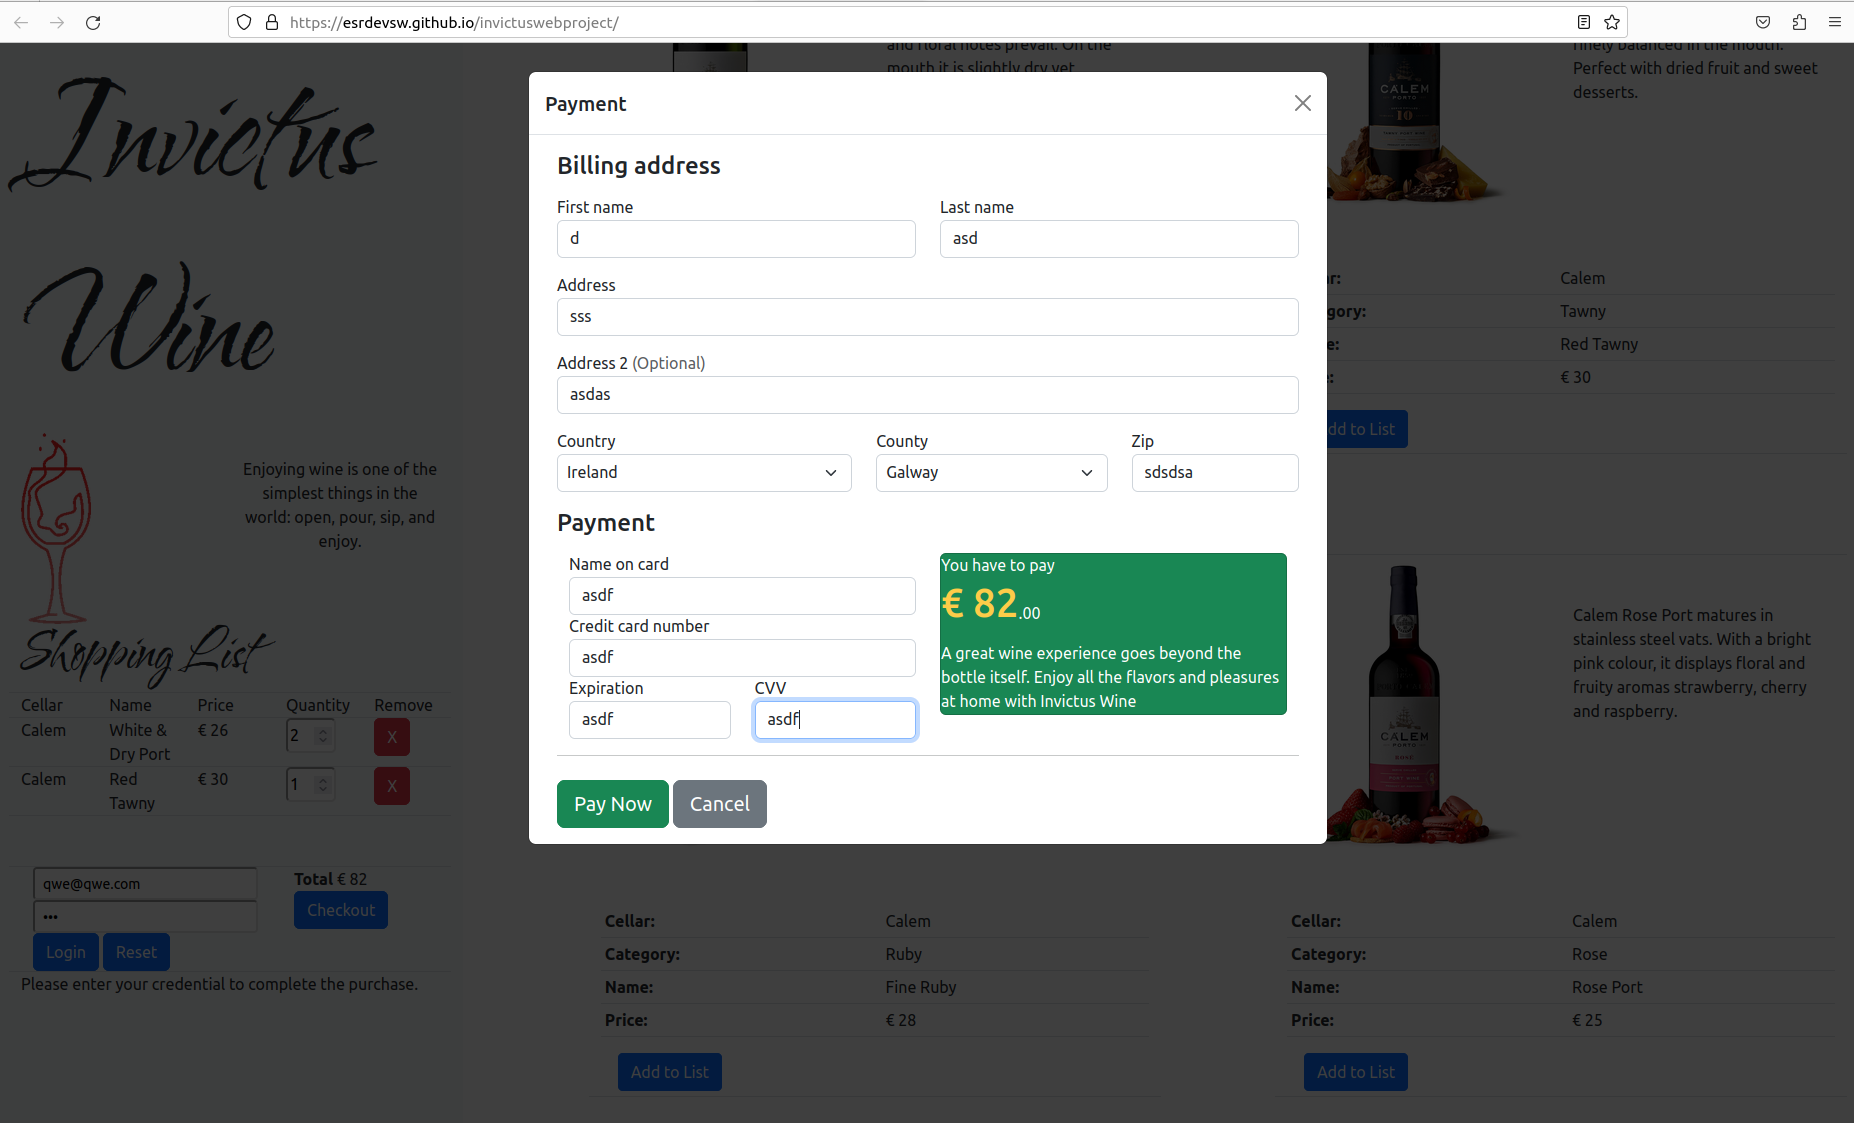 https://esrdevsw.github.io/invictuswebproject/
Invictus
Wine
Enjoying wine is one of the
simplest things in the
world: open, pour, sip, and
enjoy.
Shopping List
Cellar Name Price Quantity Remove
Calem White & € 26 2 X
Dry Port
Calem Red € 30 1 X
Tawny
qwe@qwe.com
•••
Total € 82
Checkout
Login Reset
Please enter your credential to complete the purchase.
and floral notes prevail. On the
mouth it is slightly dry yet
Payment
Billing address
First name Last name
d asd
Address
sss
Address 2 (Optional)
asdas
Country County Zip
Ireland Galway sdsdsa
Payment
Name on card
asdf
Credit card number
asdf
Expiration CVV
asdf asdf
You have to pay
€ 82.00
A great wine experience goes beyond the
bottle itself. Enjoy all the flavors and pleasures
at home with Invictus Wine
Pay Now Cancel
finely balanced in the mouth.
Perfect with dried fruit and sweet
desserts.
CALEM
PORTO
10
ar: Calem
gory: Tawny
e: Red Tawny
e: € 30
dd to List
Calem Rose Port matures in
stainless steel vats. With a bright
pink colour, it displays floral and
fruity aromas strawberry, cherry
and raspberry.
CALEM
PORTO
ROSÉ
Cellar: Calem
Category: Ruby
Name: Fine Ruby
Price: € 28
Add to List
Cellar: Calem
Category: Rose
Name: Rose Port
Price: € 25
Add to List